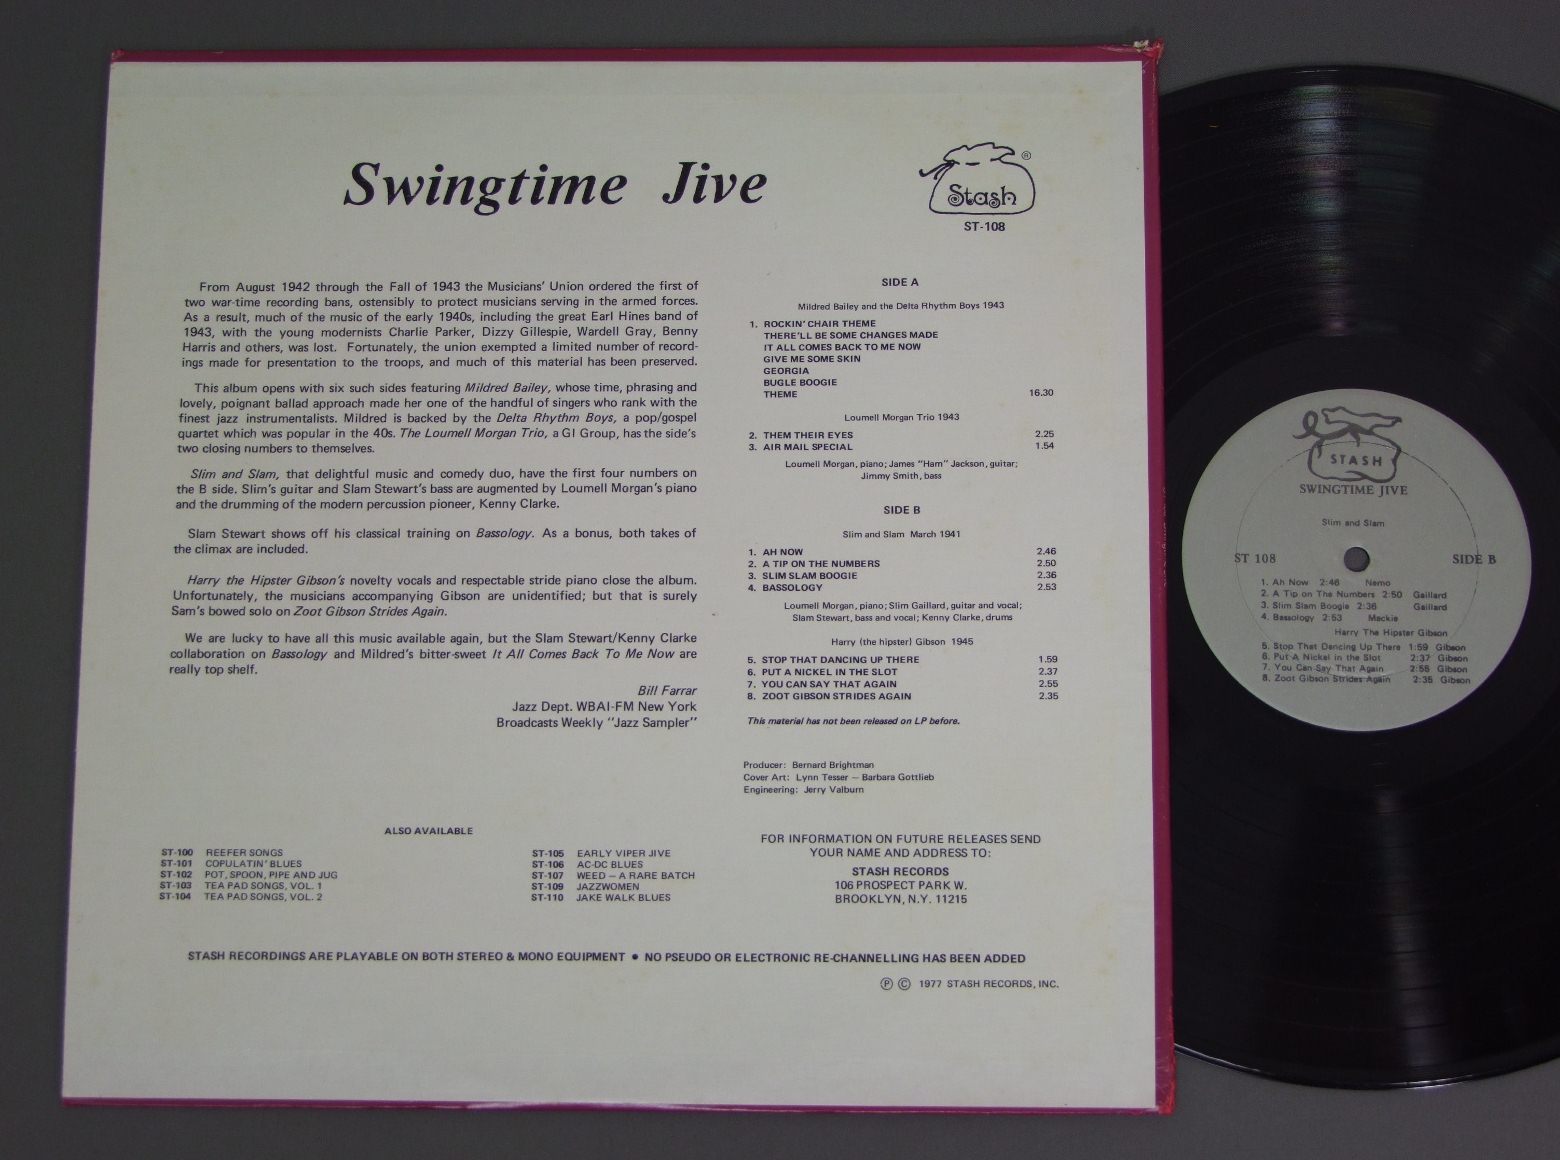 Swingtime Jive
Stash ®
ST-108
From August 1942 through the Fall of 1943 the Musicians' Union ordered the first of
two war-time recording bans, ostensibly to protect musicians serving in the armed forces.
As a result, much of the music of the early 1940s, including the great Earl Hines band of
1943, with the young modernists Charlie Parker, Dizzy Gillespie, Wardell Gray, Benny
Harris and others, was lost. Fortunately, the union exempted a limited number of record-
ings made for presentation to the troops, and much of this material has been preserved.
This album opens with six such sides featuring Mildred Bailey, whose time, phrasing and
lovely, poignant ballad approach made her one of the handful of singers who rank with the
finest jazz instrumentalists. Mildred is backed by the Delta Rhythm Boys, a pop/gospel
quartet which was popular in the 40s. The Loumell Morgan Trio, a GI Group, has the side's
two closing numbers to themselves.
Slim and Slam, that delightful music and comedy duo, have the first four numbers on
the B side. Slim's guitar and Slam Stewart's bass are augmented by Loumell Morgan's piano
and the drumming of the modern percussion pioneer, Kenny Clarke.
Slam Stewart shows off his classical training on Bassology. As a bonus, both takes of
the climax are included.
Harry the Hipster Gibson's novelty vocals and respectable stride piano close the album.
Unfortunately, the musicians accompanying Gibson are unidentified; but that is surely
Sam's bowed solo on Zoot Gibson Strides Again.
We are lucky to have all this music available again, but the Slam Stewart/Kenny Clarke
collaboration on Bassology and Mildred's bitter-sweet It All Comes Back To Me Now are
really top shelf.
Bill Farrar
Jazz Dept. WBAI-FM New York
Broadcasts Weekly "Jazz Sampler"
SIDE A
Mildred Bailey and the Delta Rhythm Boys 1943
1. ROCKIN' CHAIR THEME
THERE'LL BE SOME CHANGES MADE
IT ALL COMES BACK TO ME NOW
GIVE ME SOME SKIN
GEORGIA
BUGLE BOOGIE
THEME 16.30
Loumell Morgan Trio 1943
2. THEM THEIR EYES 2.25
3. AIR MAIL SPECIAL 1.54
Loumell Morgan, piano; James "Ham" Jackson, guitar;
Jimmy Smith, bass
SIDE B
Slim and Slam March 1941
1. AH NOW 2.46
2. A TIP ON THE NUMBERS 2.50
3. SLIM SLAM BOOGIE 2.36
4. BASSOLOGY 2.53
Loumell Morgan, piano; Slim Gaillard, guitar and vocal;
Slam Stewart, bass and vocal; Kenny Clarke, drums
Harry (the hipster) Gibson 1945
5. STOP THAT DANCING UP THERE 1.59
6. PUT A NICKEL IN THE SLOT 2.37
7. YOU CAN SAY THAT AGAIN 2.55
8. ZOOT GIBSON STRIDES AGAIN 2.35
This material has not been released on LP before.
Producer: Bernard Brightman
Cover Art: Lynn Tesser – Barbara Gottlieb
Engineering: Jerry Valburn
ALSO AVAILABLE
ST-100 REEFER SONGS
ST-101 COPULATIN' BLUES
ST-102 POT, SPOON, PIPE AND JUG
ST-103 TEA PAD SONGS, VOL. 1
ST-104 TEA PAD SONGS, VOL. 2
ST-105 EARLY VIPER JIVE
ST-106 AC-DC BLUES
ST-107 WEED – A RARE BATCH
ST-109 JAZZWOMEN
ST-110 JAKE WALK BLUES
FOR INFORMATION ON FUTURE RELEASES SEND
YOUR NAME AND ADDRESS TO:
STASH RECORDS
106 PROSPECT PARK W.
BROOKLYN, N.Y. 11215
STASH RECORDINGS ARE PLAYABLE ON BOTH STEREO & MONO EQUIPMENT ● NO PSEUDO OR ELECTRONIC RE-CHANNELLING HAS BEEN ADDED
Ⓟ © 1977 STASH RECORDS, INC.
STASH
SWINGTIME JIVE
Slim and Slam
ST 108 SIDE B
1. Ah Now 2:46 Nemo
2. A Tip on The Numbers 2:50 Gaillard
3. Slim Slam Boogie 2:36 Gaillard
4. Bassology 2:53 Mackie
Harry The Hipster Gibson
5. Stop That Dancing Up There 1:59 Gibson
6. Put A Nickel in the Slot 2:37 Gibson
7. You Can Say That Again 2:55 Gibson
8. Zoot Gibson Strides Again 2:35 Gibson